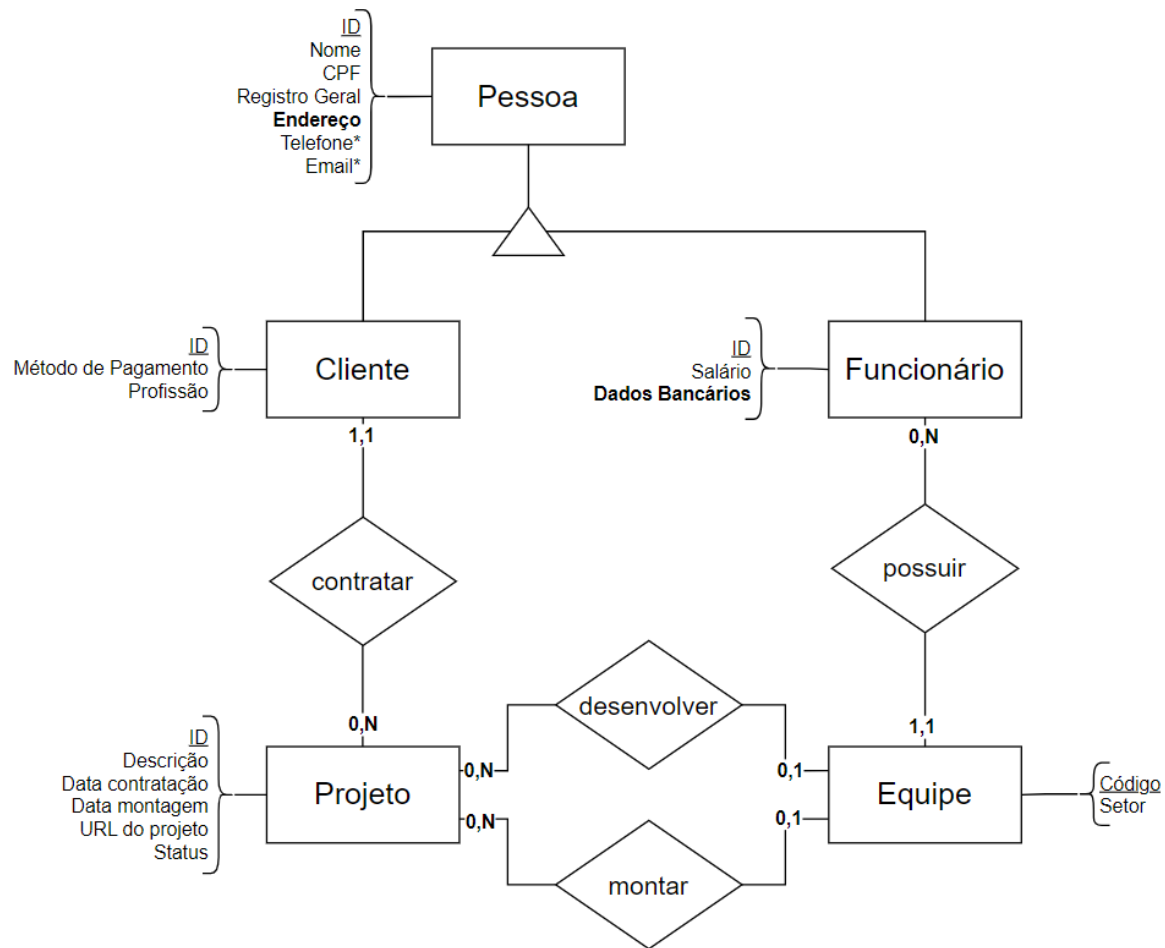 ID
Nome
CPF
Registro Geral
Endereço
Telefone*
Email*
Pessoa
ID
Método de Pagamento
Profissão
Cliente
ID
Salário
Dados Bancários
Funcionário
1,1
0,N
contratar
possuir
0,N
1,1
desenvolver
0,N
0,1
ID
Descrição
Data contratação
Data montagem
URL do projeto
Status
Projeto
Equipe
Código
Setor
0,N
0,1
montar